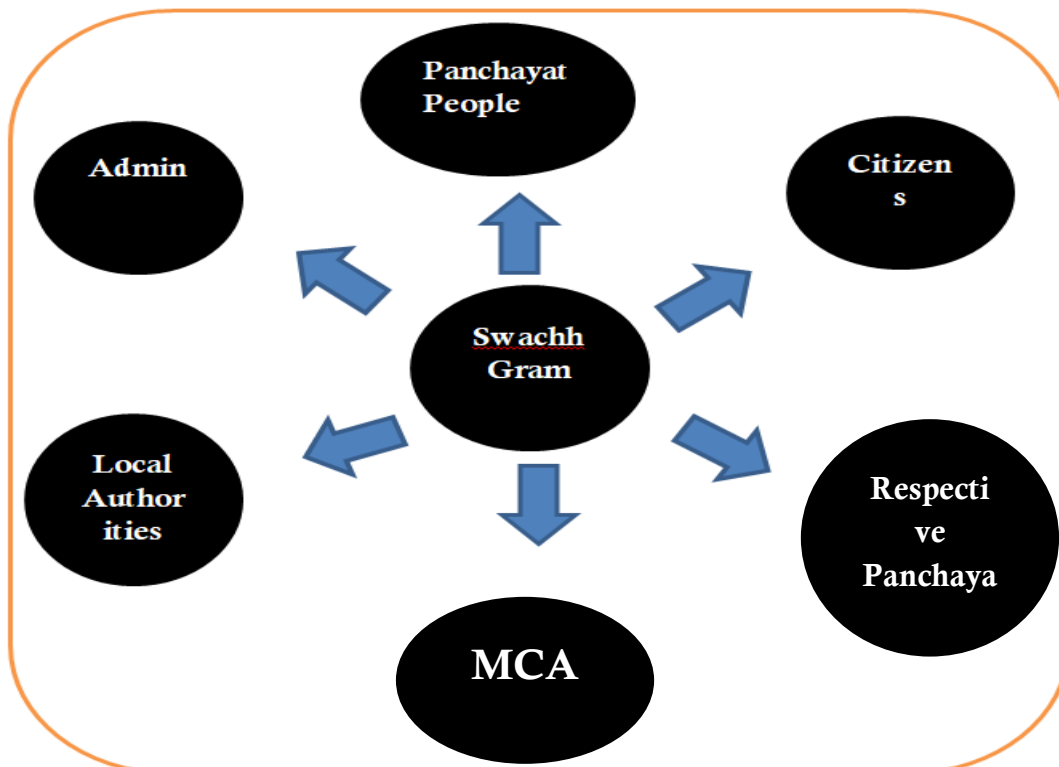 Panchayat
People
Admin
Citizen
s
Swachh
Gram
Local
Author
ities
Respecti
ve
Panchaya
MCA